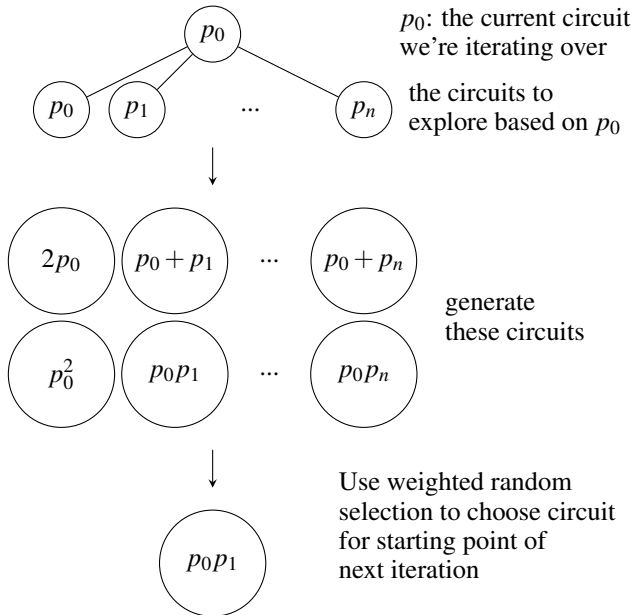 p₀
p₀: the current circuit
we're iterating over
p₀ p₁ ... pₙ
the circuits to
explore based on p₀
2p₀ p₀ + p₁ ... p₀ + pₙ
generate
these circuits
p₀² p₀p₁ ... p₀pₙ
Use weighted random
selection to choose circuit
for starting point of
next iteration
p₀p₁